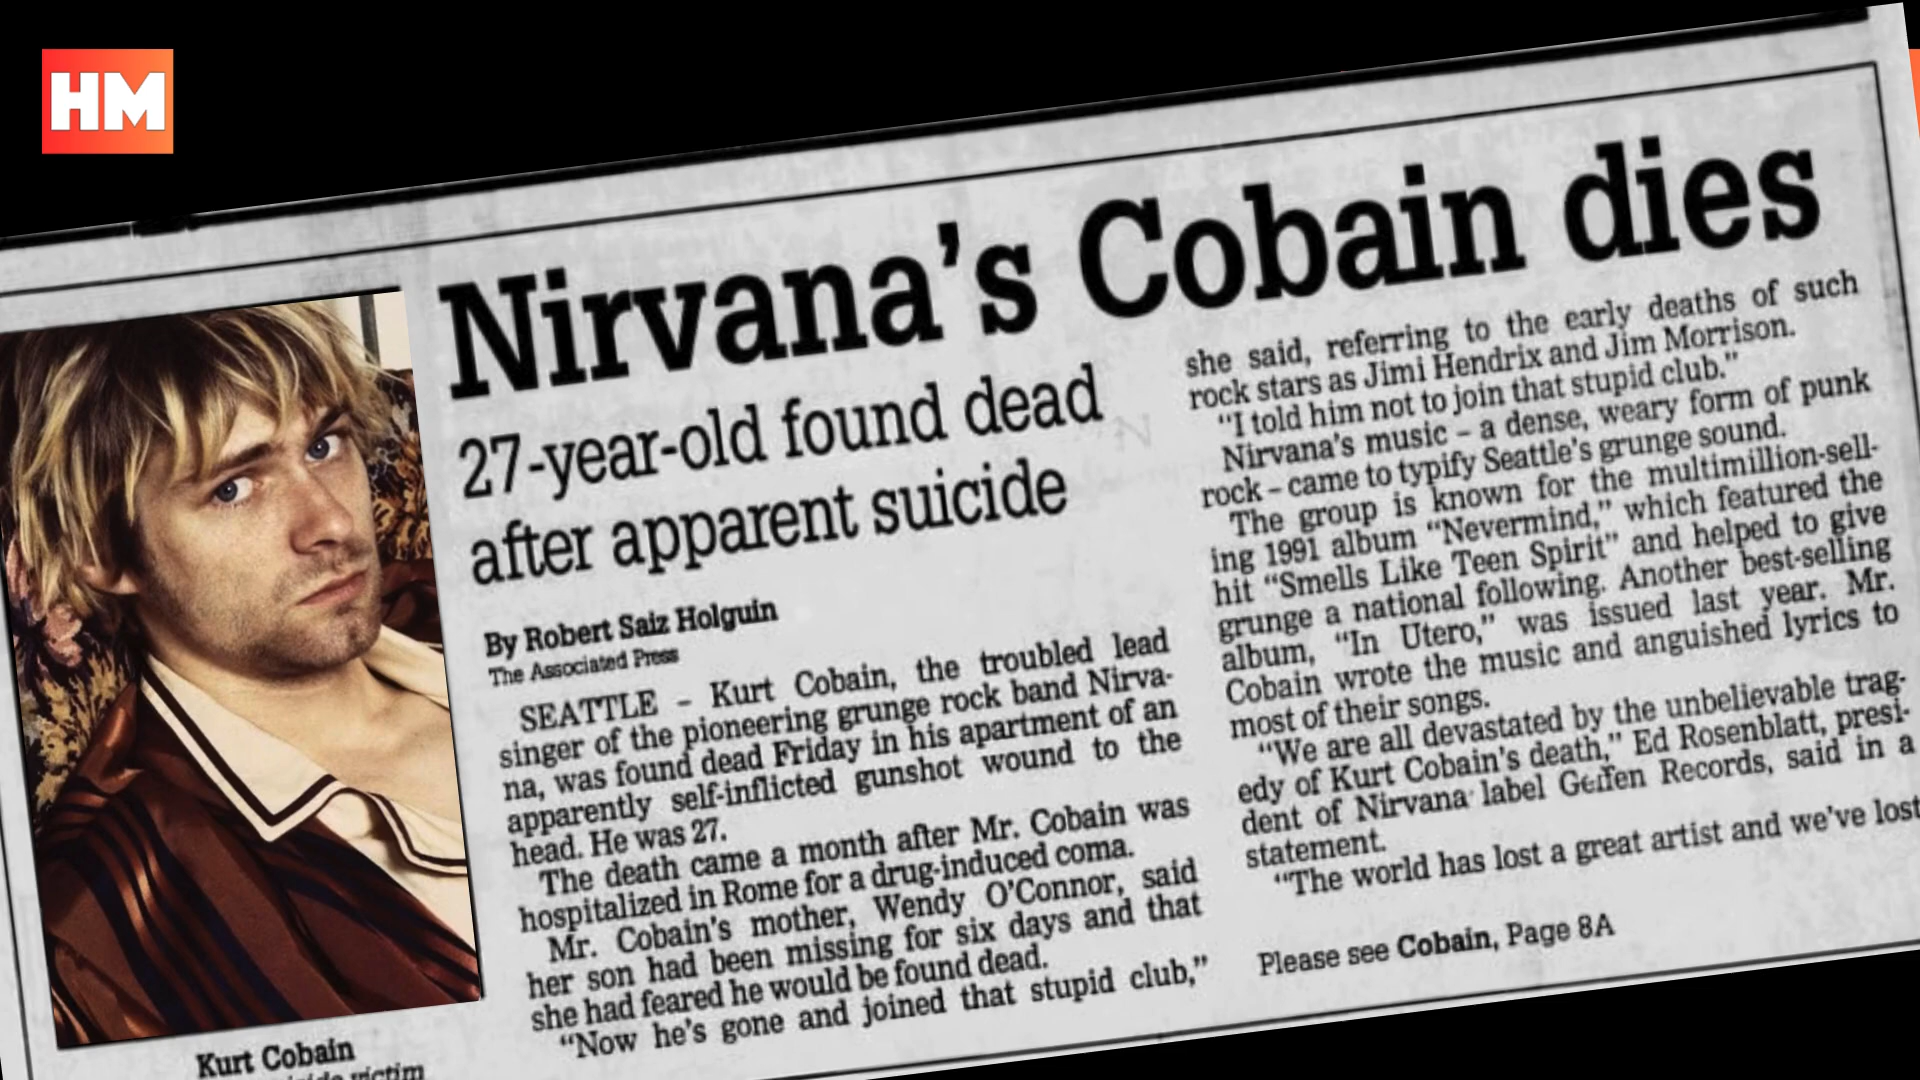 HM
Nirvana's Cobain dies
27-year-old found dead
after apparent suicide
By Robert Saiz Holguin
The Associated Press
SEATTLE – Kurt Cobain, the troubled lead
singer of the pioneering grunge rock band Nirva-
na, was found dead Friday in his apartment of an
apparently self-inflicted gunshot wound to the
head. He was 27.
The death came a month after Mr. Cobain was
hospitalized in Rome for a drug-induced coma.
Mr. Cobain's mother, Wendy O'Connor, said
her son had been missing for six days and that
she had feared he would be found dead.
“Now he's gone and joined that stupid club,”
she said, referring to the early deaths of such
rock stars as Jimi Hendrix and Jim Morrison.
“I told him not to join that stupid club.”
Nirvana's music – a dense, weary form of punk
rock – came to typify Seattle's grunge sound.
The group is known for the multimillion-sell-
ing 1991 album “Nevermind,” which featured the
hit “Smells Like Teen Spirit” and helped to give
grunge a national following. Another best-selling
album, “In Utero,” was issued last year. Mr.
Cobain wrote the music and anguished lyrics to
most of their songs.
“We are all devastated by the unbelievable trag-
edy of Kurt Cobain's death,” Ed Rosenblatt, presi-
dent of Nirvana label Geffen Records, said in a
statement.
“The world has lost a great artist and we've lost
Please see Cobain, Page 8A
Kurt Cobain
victim